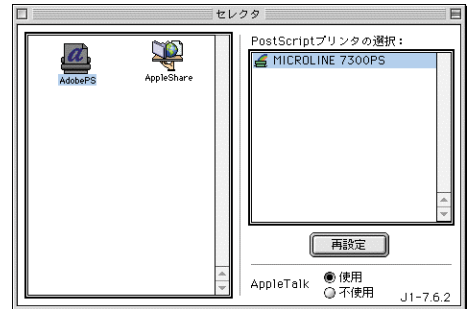 セレクタ
AdobePS
AppleShare
PostScriptプリンタの選択：
MICROLINE 7300PS
再設定
AppleTalk
使用
不使用
J1-7.6.2